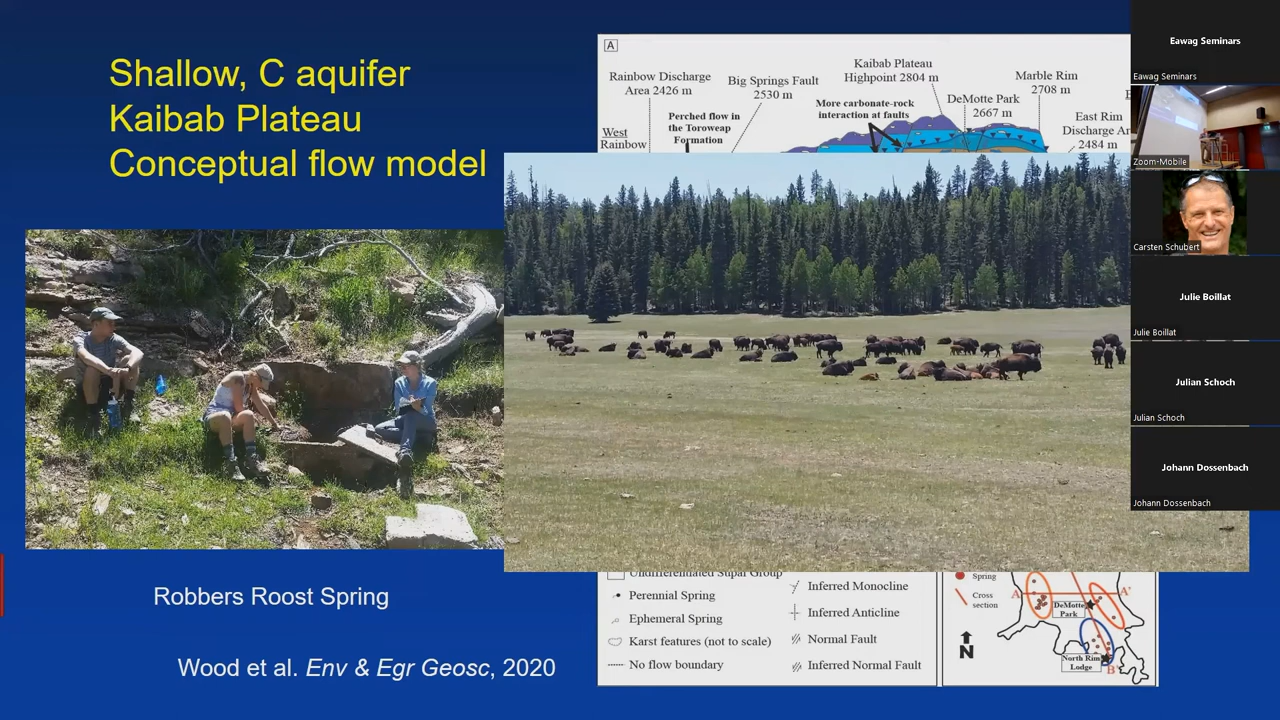 Shallow, C aquifer
Kaibab Plateau
Conceptual flow model
A
Rainbow Discharge
Area 2426 m
Big Springs Fault
2530 m
Kaibab Plateau
Highpoint 2804 m
Marble Rim
2708 m
More carbonate-rock
interaction at faults
DeMotte Park
2667 m
Perched flow in
the Toroweap
Formation
East Rim
Discharge Ar
2484 m
West
Rainbow
Robbers Roost Spring
Wood et al. Env & Egr Geosc, 2020
Undifferentiated Supai Group
Perennial Spring
Ephemeral Spring
Karst features (not to scale)
No flow boundary
Inferred Monocline
Inferred Anticline
Normal Fault
Inferred Normal Fault
Spring
Cross
section
N
A
A'
DeMotte
Park
North Rim
Lodge
B'
Eawag Seminars
Eawag Seminars
Zoom-Mobile
Carsten Schubert
Julie Boillat
Julie Boillat
Julian Schoch
Julian Schoch
Johann Dossenbach
Johann Dossenbach